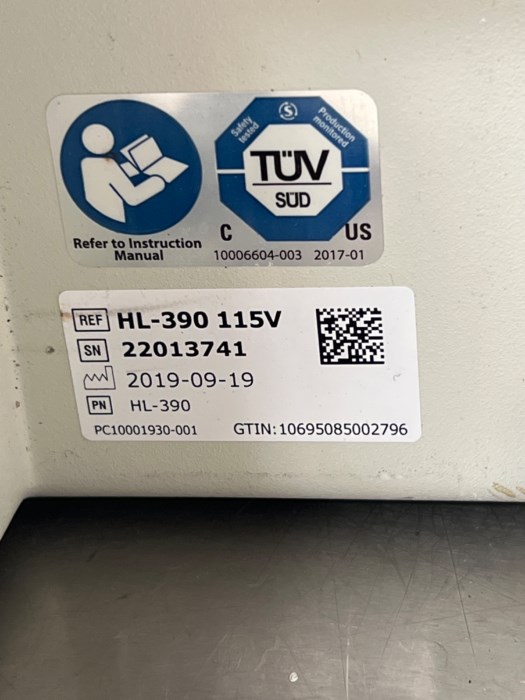 Safety tested
Production monitored
TÜV
SÜD
C US
Refer to Instruction
Manual
10006604-003 2017-01
REF HL-390 115V
SN 22013741
2019-09-19
PN HL-390
PC10001930-001 GTIN:10695085002796